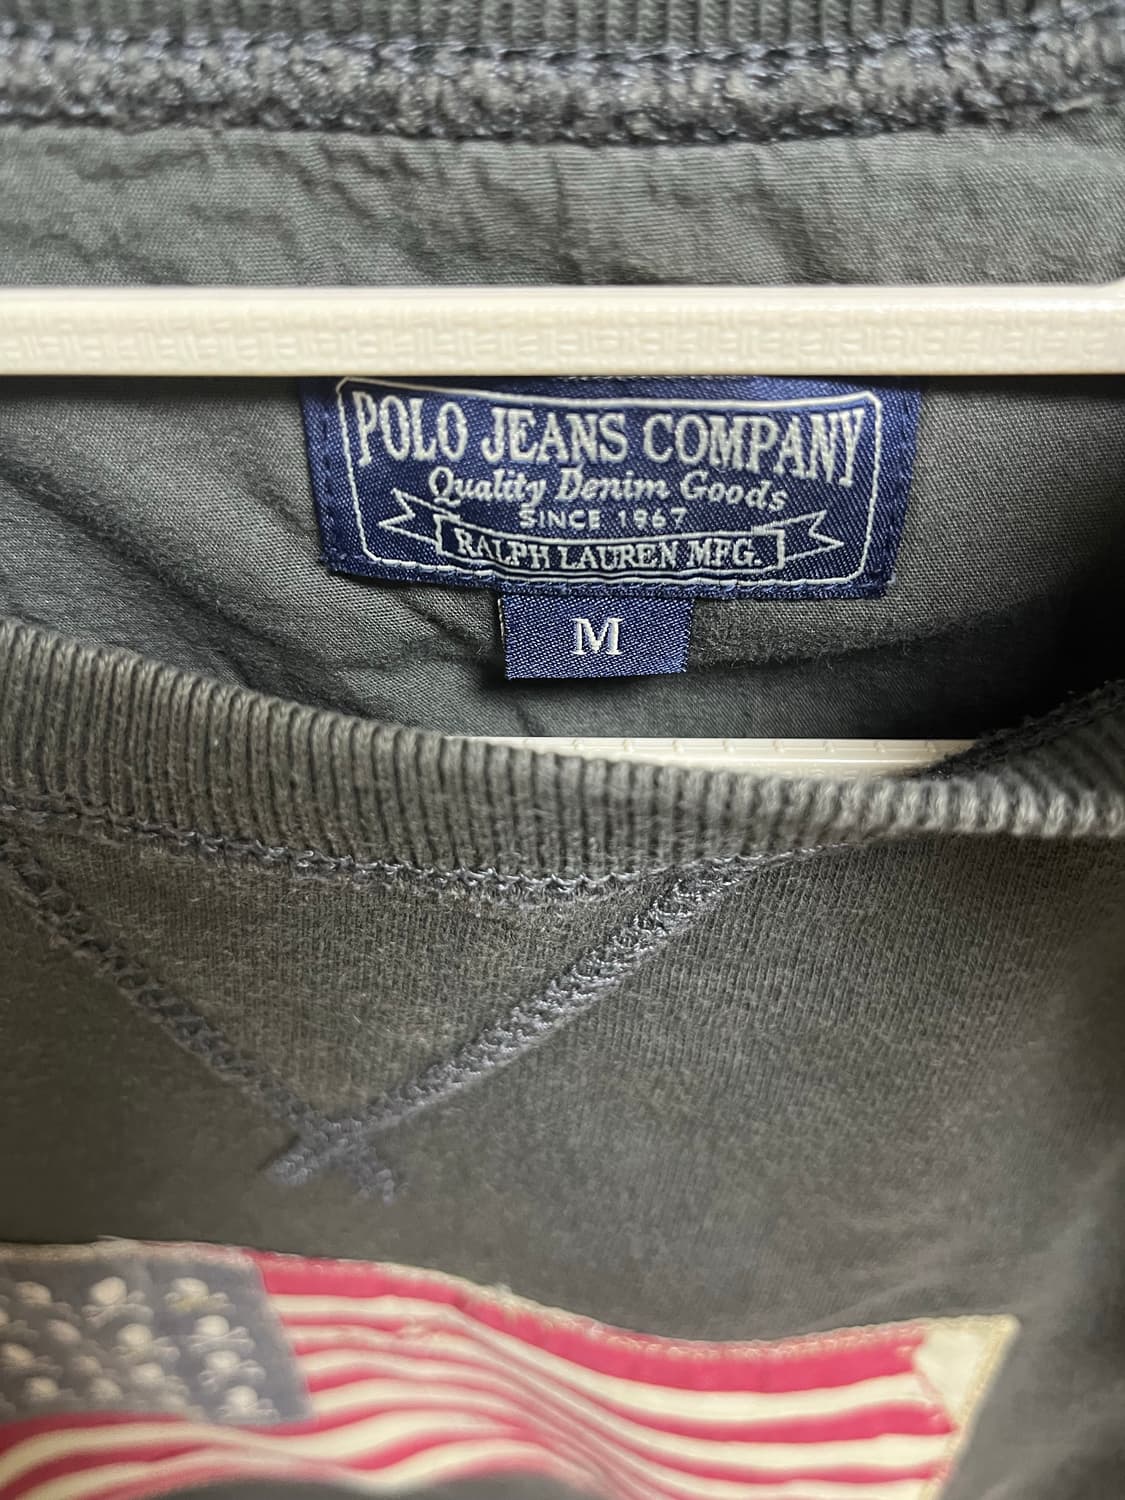 POLO JEANS COMPANY
Quality Denim Goods
SINCE 1967
RALPH LAUREN MFG.
M